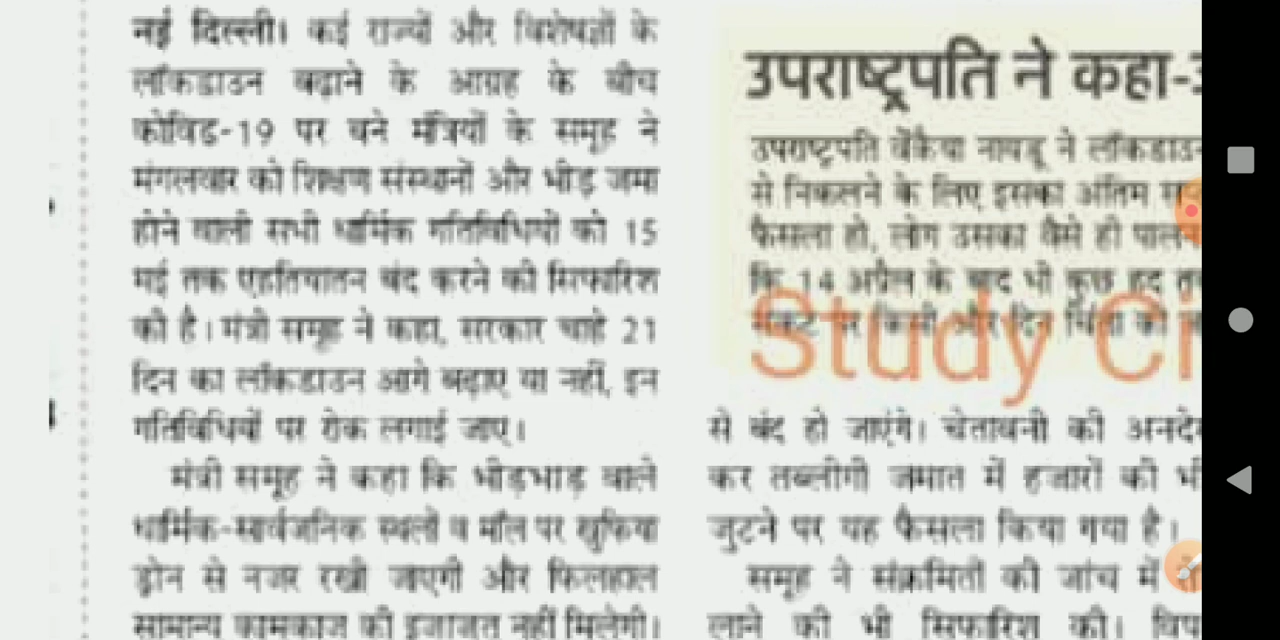 नई दिल्ली। कई राज्यों और विशेषज्ञों के
लॉकडाउन बढ़ाने के आग्रह के बीच
कोविड-19 पर बने मंत्रियों के समूह ने
मंगलवार को शिक्षण संस्थानों और भीड़ जमा
होने वाली सभी धार्मिक गतिविधियों को 15
मई तक एहतियातन बंद करने की सिफारिश
की है। मंत्री समूह ने कहा, सरकार चाहे 21
दिन का लॉकडाउन आगे बढ़ाए या नहीं, इन
गतिविधियों पर रोक लगाई जाए।
मंत्री समूह ने कहा कि भीड़भाड़ वाले
धार्मिक-सार्वजनिक स्थलों व मॉल पर खुफिया
ड्रोन से नजर रखी जाएगी और फिलहाल
सामान्य कामकाज की इजाजत नहीं मिलेगी।
उपराष्ट्रपति ने कहा-
उपराष्ट्रपति वेंकैया नायडू ने लॉकडाउन
से निकलने के लिए इसका अंतिम
फैसला हो, लोग उसका वैसे ही पालन
कि 14 अप्रैल के बाद भी कुछ हद
संकट पर किसी और दिन चिंता की
Study Ci
से बंद हो जाएंगे। चेतावनी की अनदे
कर तब्लीगी जमात में हजारों की भी
जुटने पर यह फैसला किया गया है।
समूह ने संक्रमितों की जांच में ते
लाने की भी सिफारिश की। विप